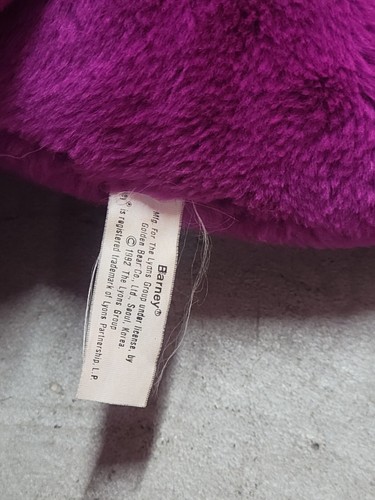 Barney®
Mfg For The Lyons Group under license, by
Golden Bear Co., Ltd., Seoul, Korea.
© 1992 The Lyons Group
® is registered trademark of Lyons Partnership, L.P